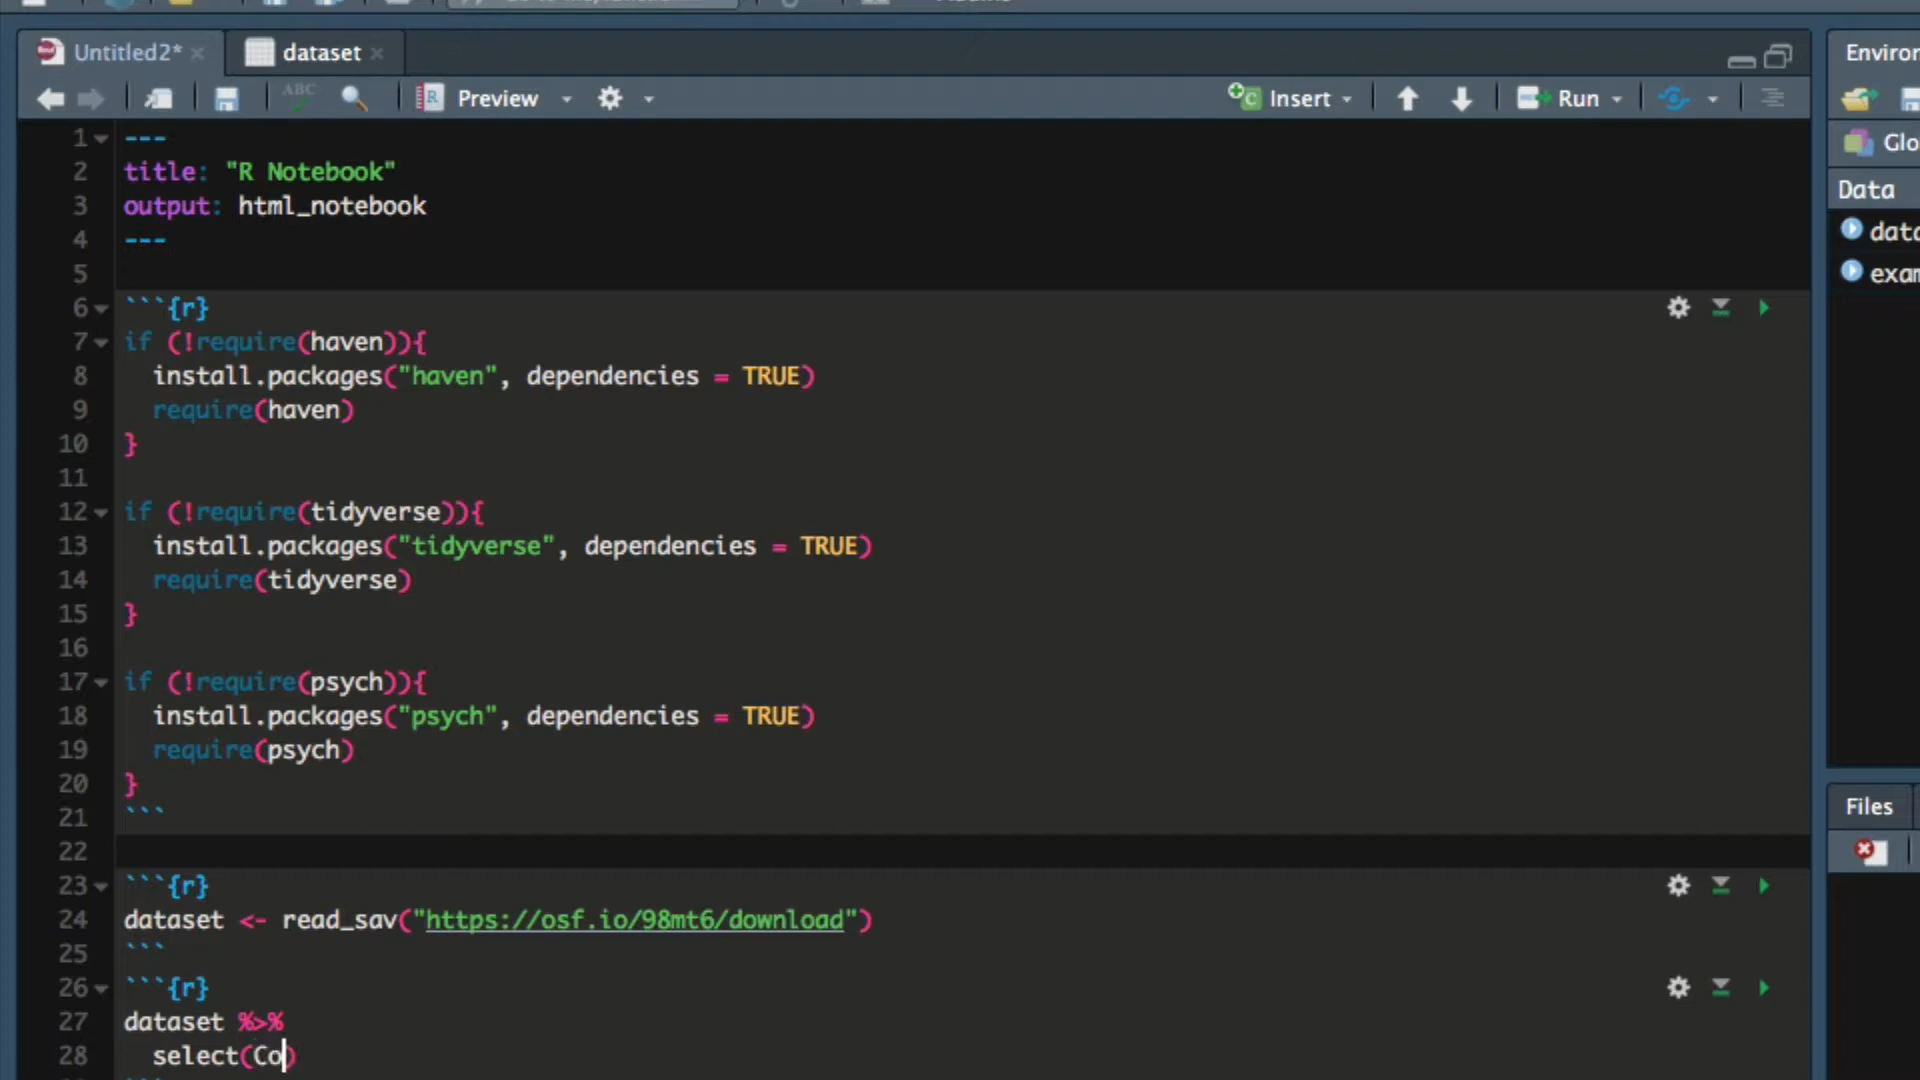 Untitled2* dataset
ABC Preview Insert Run
1 ---
2 title: "R Notebook"
3 output: html_notebook
4 ---
5
6 ```{r}
7 if (!require(haven)){
8 install.packages("haven", dependencies = TRUE)
9 require(haven)
10 }
11
12 if (!require(tidyverse)){
13 install.packages("tidyverse", dependencies = TRUE)
14 require(tidyverse)
15 }
16
17 if (!require(psych)){
18 install.packages("psych", dependencies = TRUE)
19 require(psych)
20 }
21 ```
22
23 ```{r}
24 dataset <- read_sav("https://osf.io/98mt6/download")
25 ```
26 ```{r}
27 dataset %>%
28 select(Co)
Environ
Glo
Data
data
exam
Files